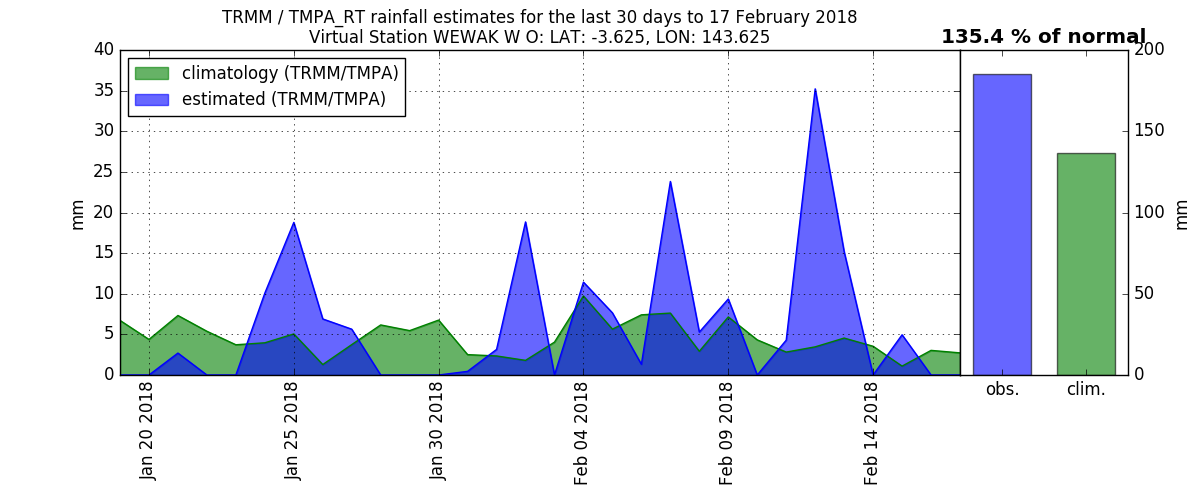 TRMM / TMPA_RT rainfall estimates for the last 30 days to 17 February 2018
Virtual Station WEWAK W O: LAT: -3.625, LON: 143.625
135.4 % of normal
climatology (TRMM/TMPA)
estimated (TRMM/TMPA)
40
35
30
25
20
15
10
5
0
mm
Jan 20 2018
Jan 25 2018
Jan 30 2018
Feb 04 2018
Feb 09 2018
Feb 14 2018
200
150
100
50
0
mm
obs.
clim.